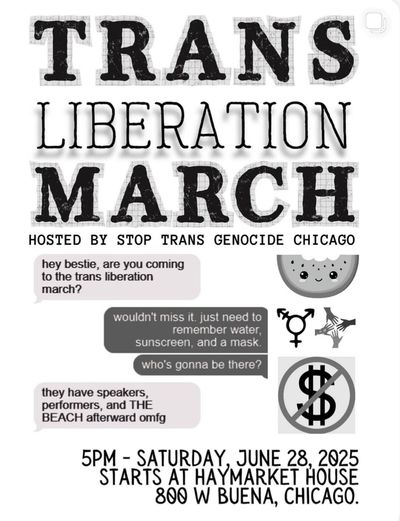 TRANS
LIBERATION
MARCH
HOSTED BY STOP TRANS GENOCIDE CHICAGO
hey bestie, are you coming
to the trans liberation
march?
wouldn't miss it. just need to
remember water,
sunscreen, and a mask.
who's gonna be there?
they have speakers,
performers, and THE
BEACH afterward omfg
$
5PM - SATURDAY, JUNE 28, 2025
STARTS AT HAYMARKET HOUSE
800 W BUENA, CHICAGO.